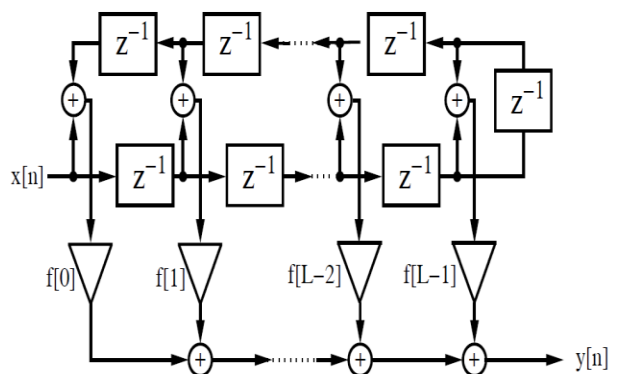 z⁻¹ z⁻¹ z⁻¹
+ + + + z⁻¹
x[n] z⁻¹ z⁻¹ z⁻¹
f[0] f[1] f[L−2] f[L−1]
+ + + y[n]